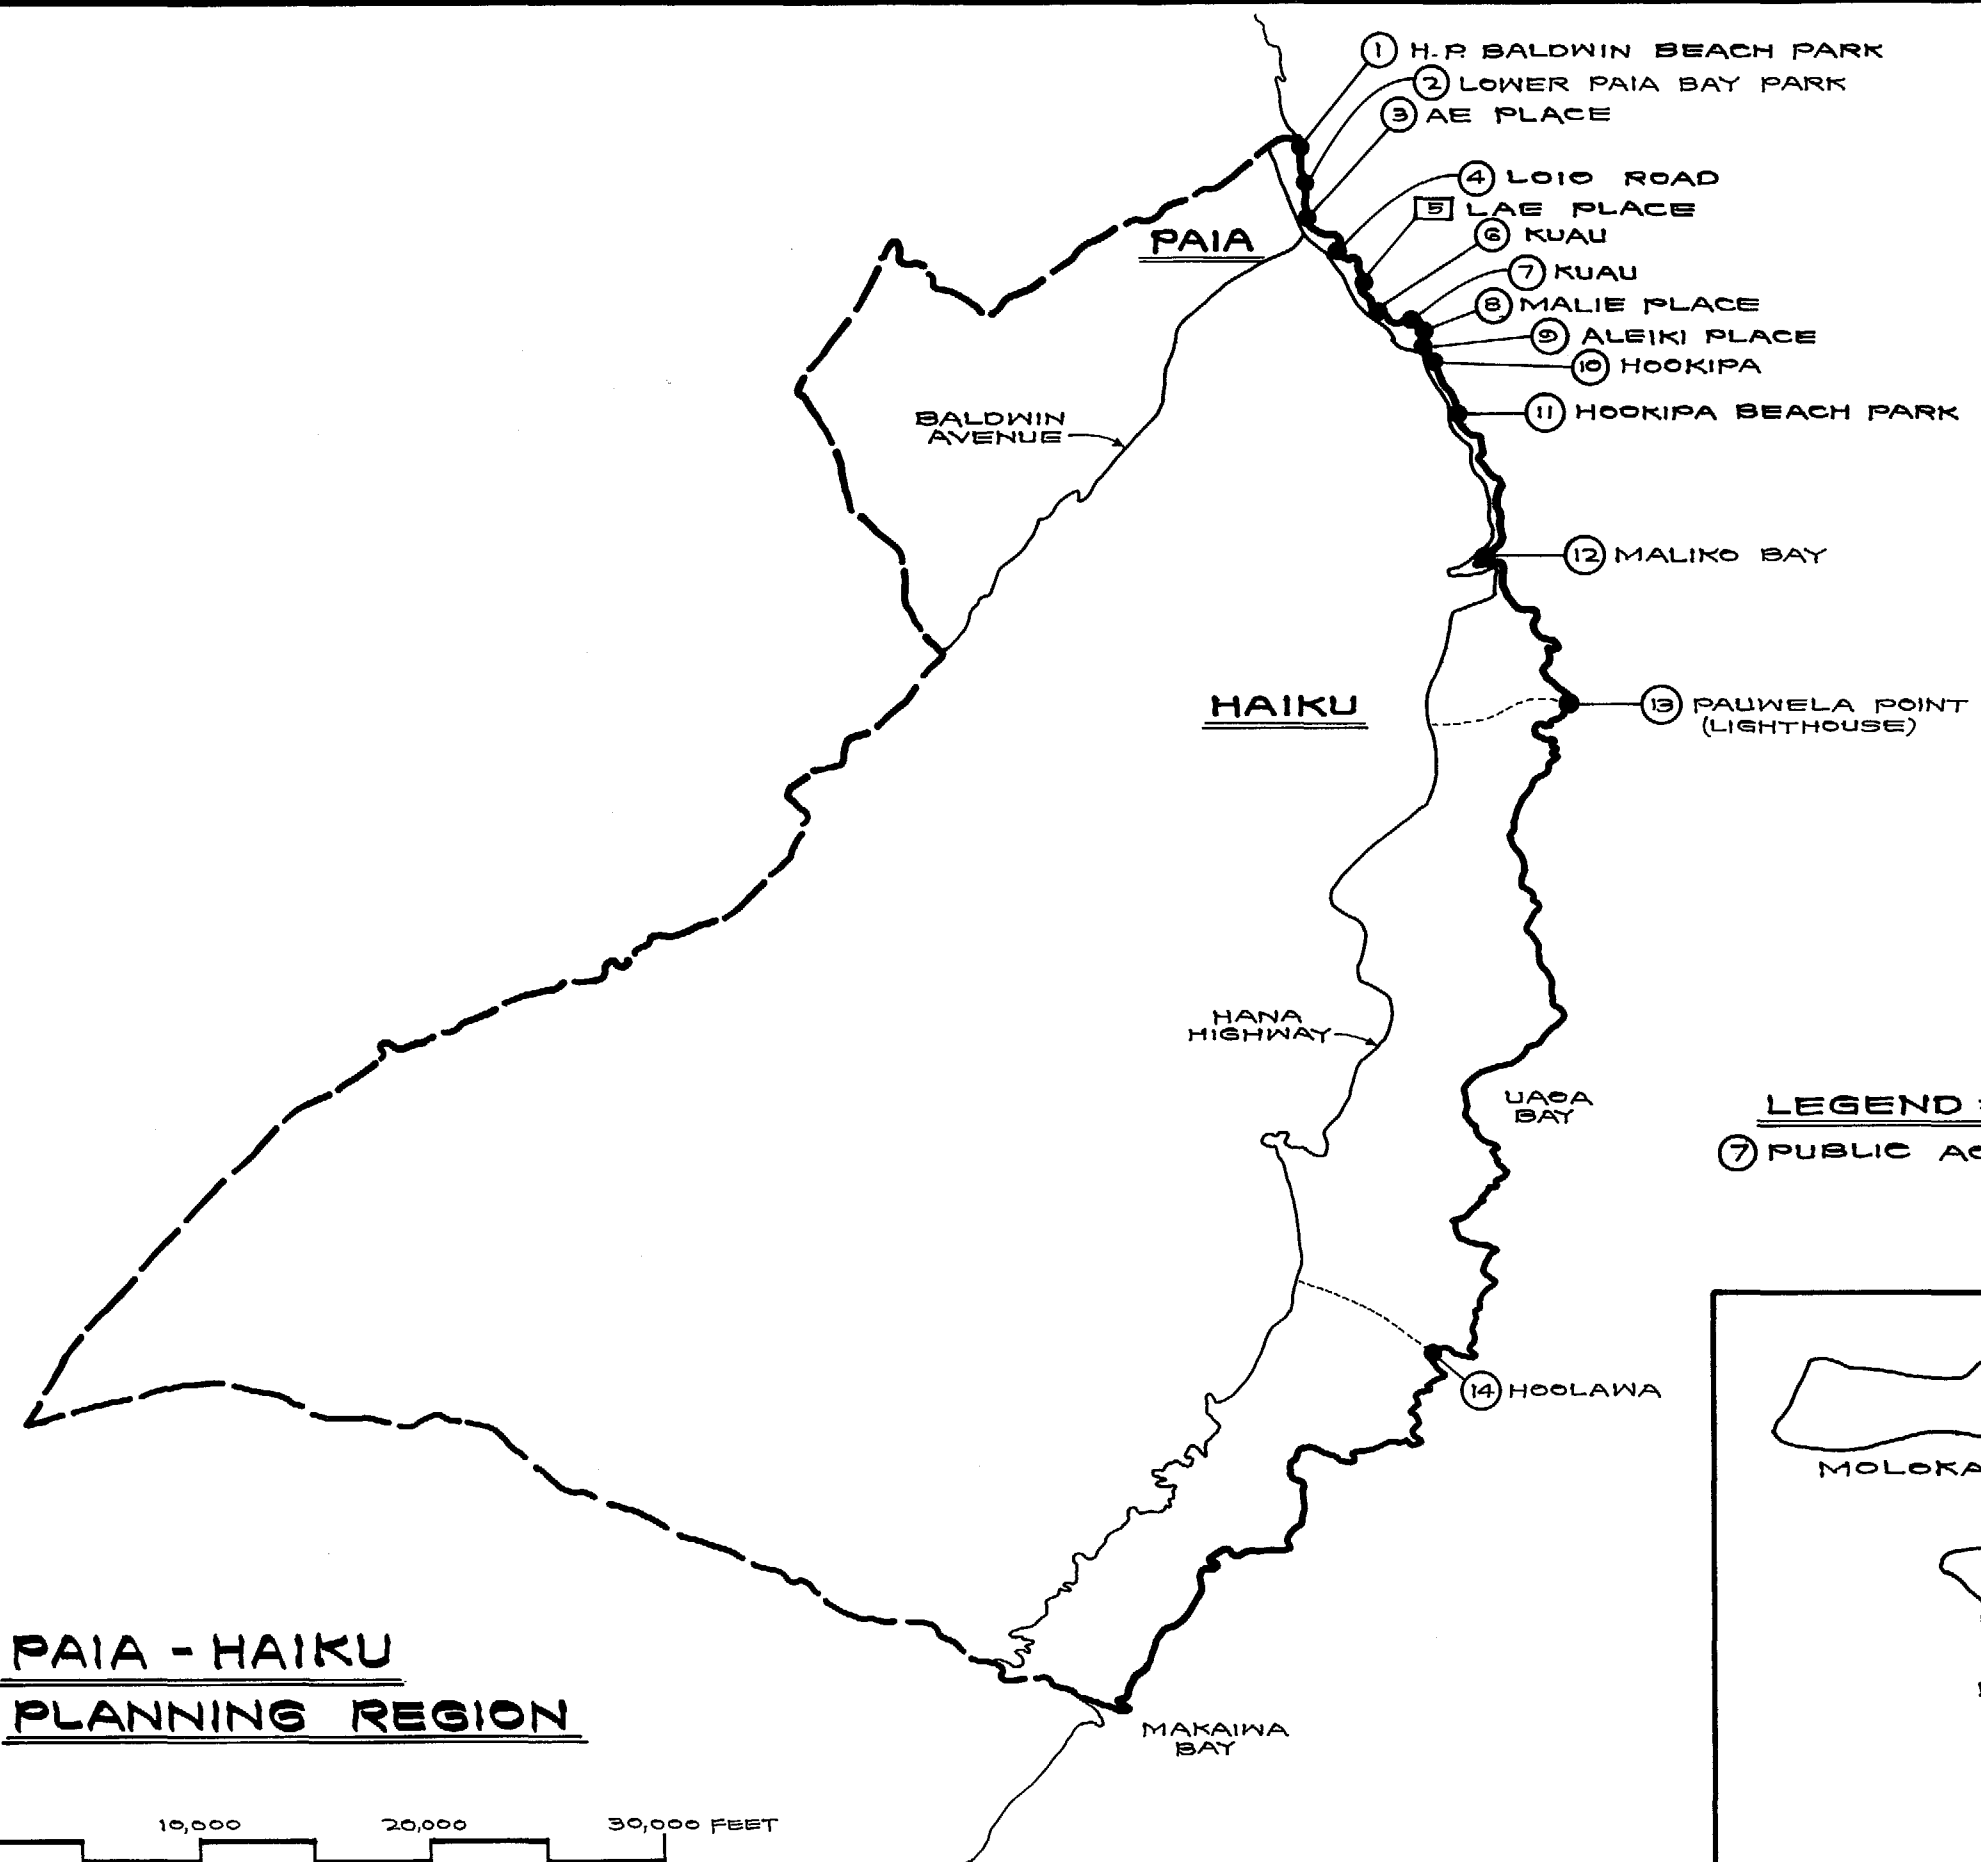 1 H.P. BALDWIN BEACH PARK
2 LOWER PAIA BAY PARK
3 AE PLACE
4 LOIO ROAD
5 LAE PLACE
6 KUAU
7 KUAU
8 MALIE PLACE
9 ALEIKI PLACE
10 HOOKIPA
11 HOOKIPA BEACH PARK
12 MALIKO BAY
13 PAUWELA POINT
(LIGHTHOUSE)
PAIA
BALDWIN
AVENUE
HAIKU
HANA
HIGHWAY
UAOA
BAY
LEGEND
7 PUBLIC
14 HOOLAWA
MAKAIWA
BAY
PAIA - HAIKU
PLANNING REGION
10,000 20,000 30,000 FEET